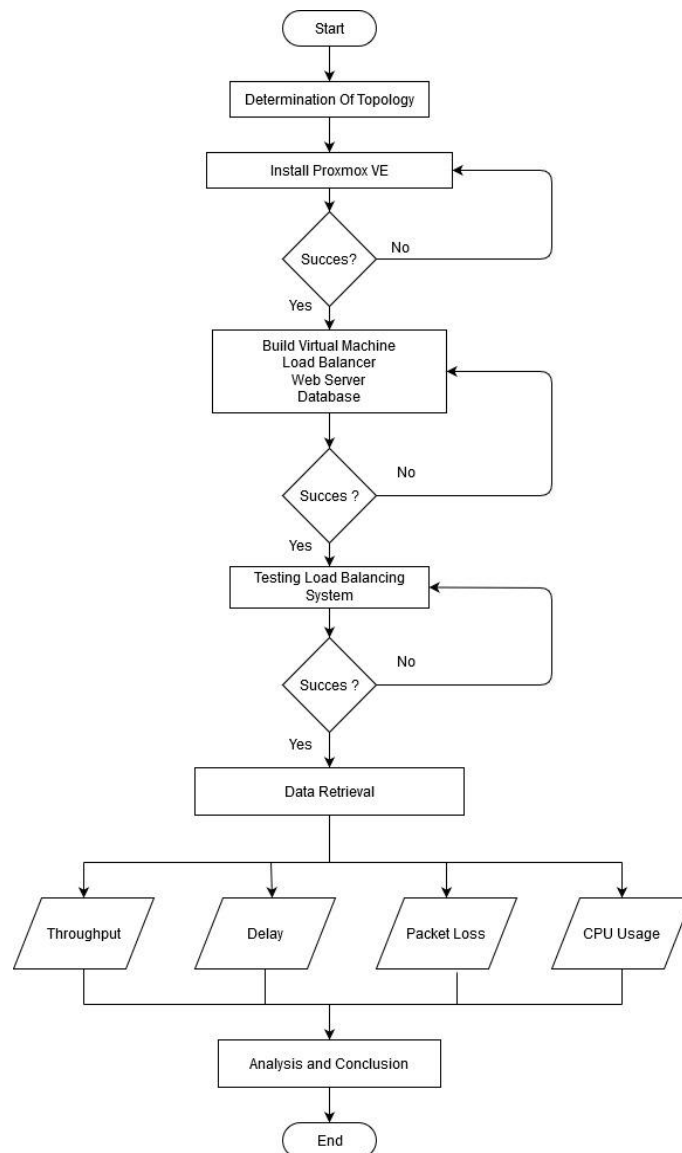 Start
Determination Of Topology
Install Proxmox VE
Succes?
No
Yes
Build Virtual Machine
Load Balancer
Web Server
Database
Succes ?
No
Yes
Testing Load Balancing
System
Succes ?
No
Yes
Data Retrieval
Throughput
Delay
Packet Loss
CPU Usage
Analysis and Conclusion
End